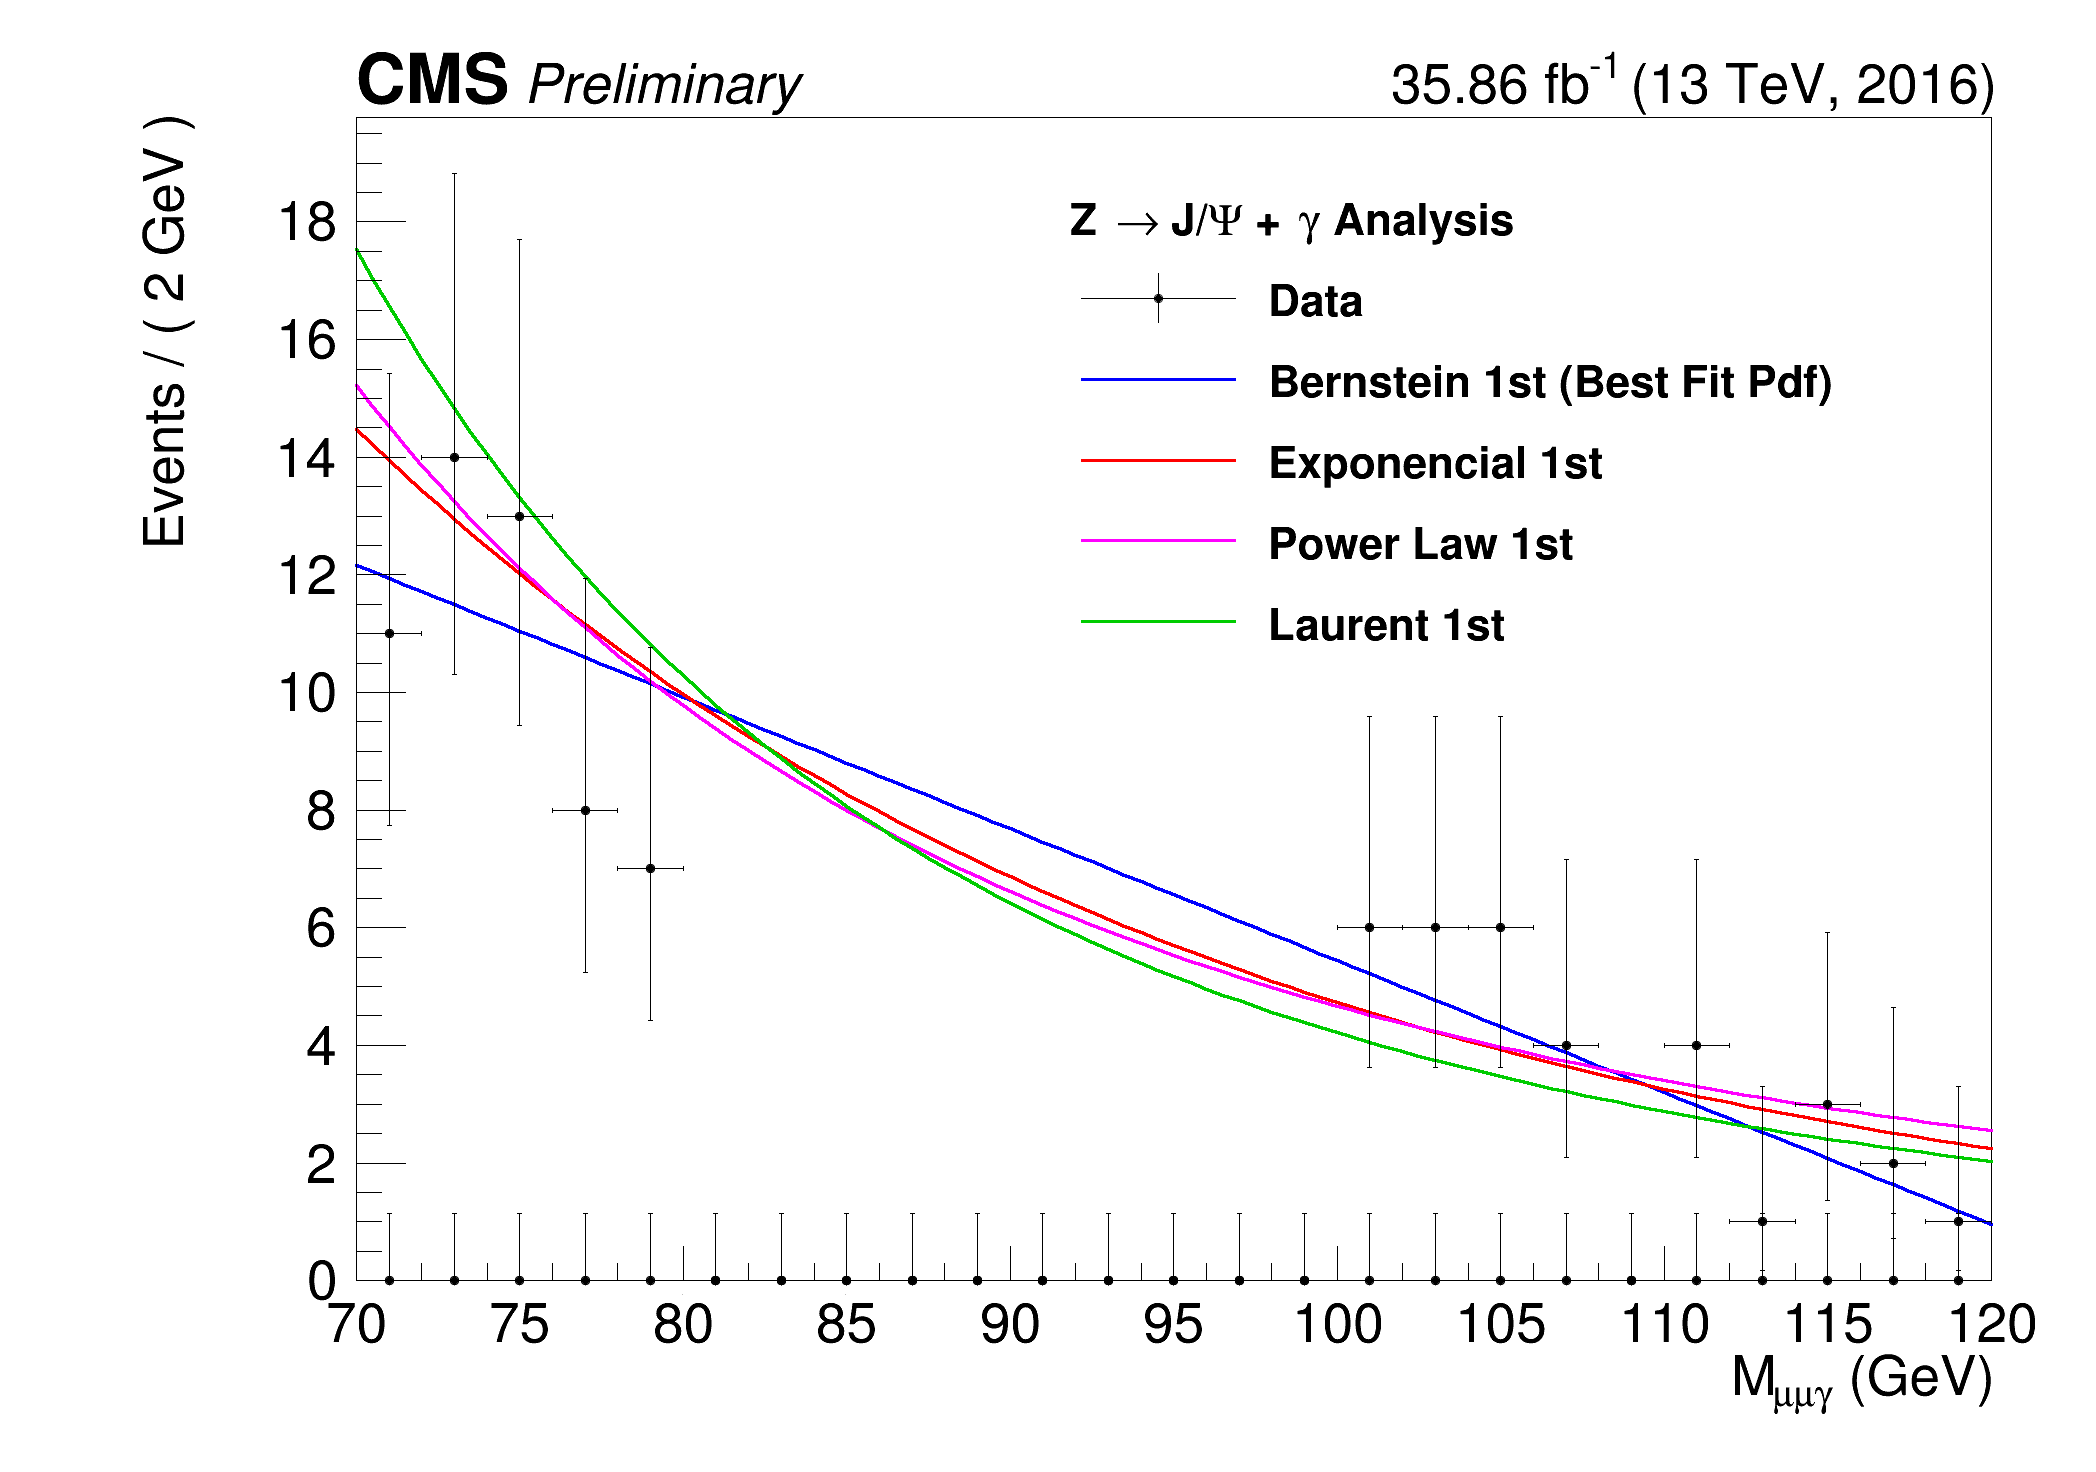 CMS Preliminary
35.86 fb⁻¹ (13 TeV, 2016)
Events / ( 2 GeV )
18
16
14
12
10
8
6
4
2
0
Z → J/Ψ + γ Analysis
Data
Bernstein 1st (Best Fit Pdf)
Exponencial 1st
Power Law 1st
Laurent 1st
70 75 80 85 90 95 100 105 110 115 120
Mμμγ (GeV)